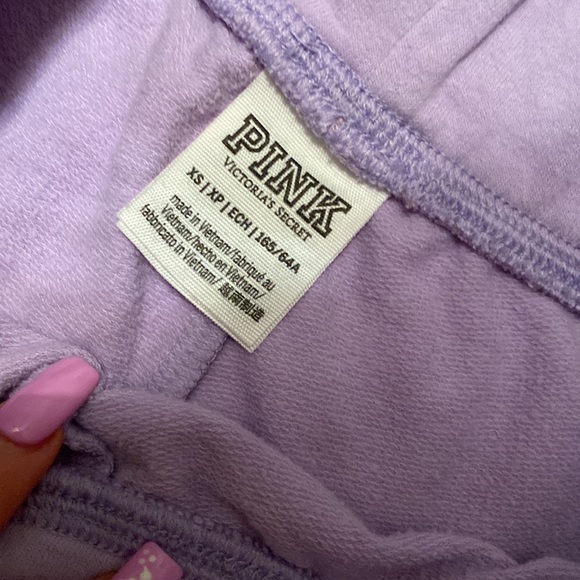 PINK
VICTORIA'S SECRET
XS | XP | ECH | 165/64A
made in Vietnam/fabriqué au
Vietnam/hecho en Vietnam/
fabbricato in Vietnam/
越南制造